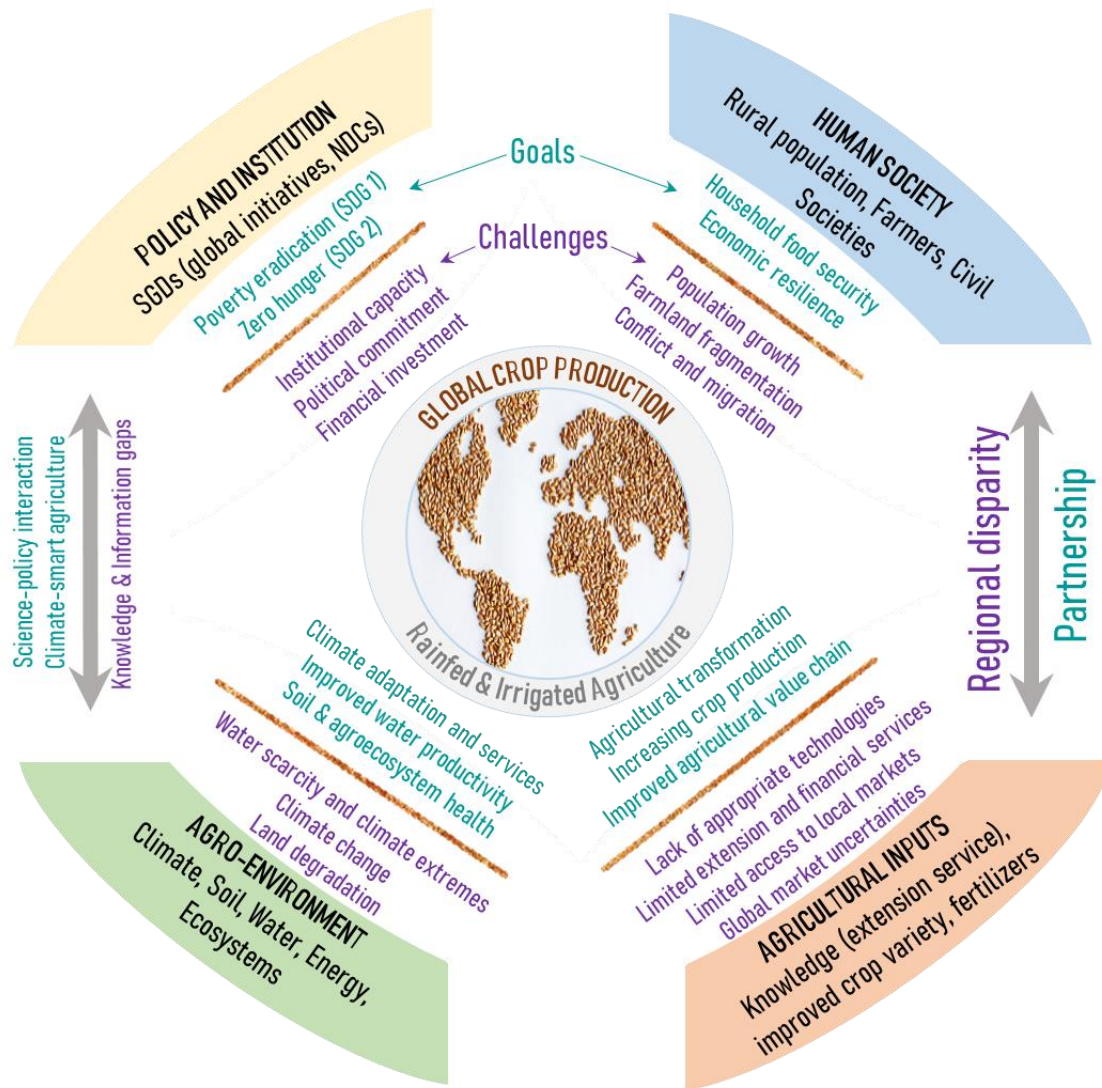 POLICY AND INSTITUTION
SGDs (global initiatives, NDCs)
Poverty eradication (SDG 1)
Zero hunger (SDG 2)
Institutional capacity
Political commitment
Financial investment
Goals
Challenges
HUMAN SOCIETY
Rural population, Farmers, Civil
Societies
Household food security
Economic resilience
Population growth
Farmland fragmentation
Conflict and migration
GLOBAL CROP PRODUCTION
Rainfed & Irrigated Agriculture
Science-policy interaction
Climate-smart agriculture
Knowledge & Information gaps
Regional disparity
Partnership
Climate adaptation and services
Improved water productivity
Soil & agroecosystem health
Water scarcity and climate extremes
Climate change
Land degradation
AGRO-ENVIRONMENT
Climate, Soil, Water, Energy,
Ecosystems
Agricultural transformation
Increasing crop production
Improved agricultural value chain
Lack of appropriate technologies
Limited extension and financial services
Limited access to local markets
Global market uncertainties
AGRICULTURAL INPUTS
Knowledge (extension service),
improved crop variety, fertilizers